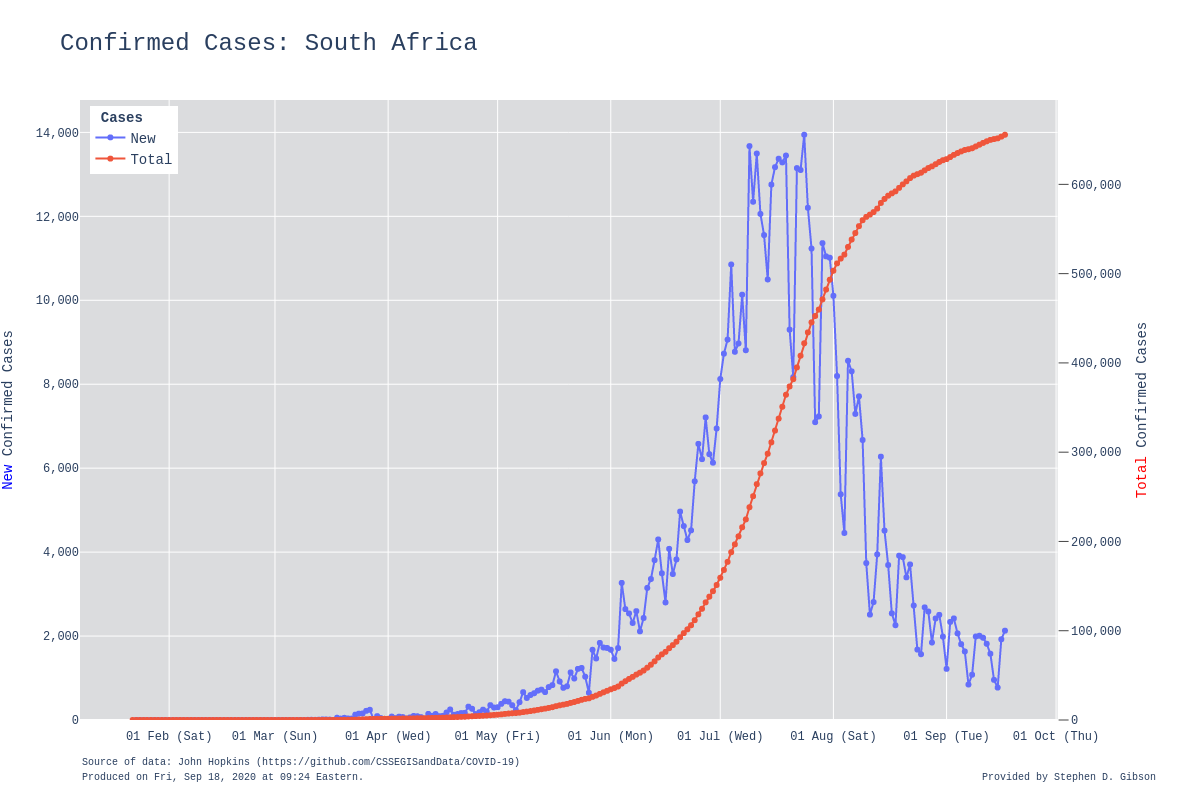 Confirmed Cases: South Africa
Cases
New
Total
14,000
12,000
10,000
8,000
6,000
4,000
2,000
0
New Confirmed Cases
600,000
500,000
400,000
300,000
200,000
100,000
0
Total Confirmed Cases
01 Feb (Sat) 01 Mar (Sun) 01 Apr (Wed) 01 May (Fri) 01 Jun (Mon) 01 Jul (Wed) 01 Aug (Sat) 01 Sep (Tue) 01 Oct (Thu)
Source of data: John Hopkins (https://github.com/CSSEGISandData/COVID-19)
Produced on Fri, Sep 18, 2020 at 09:24 Eastern.
Provided by Stephen D. Gibson